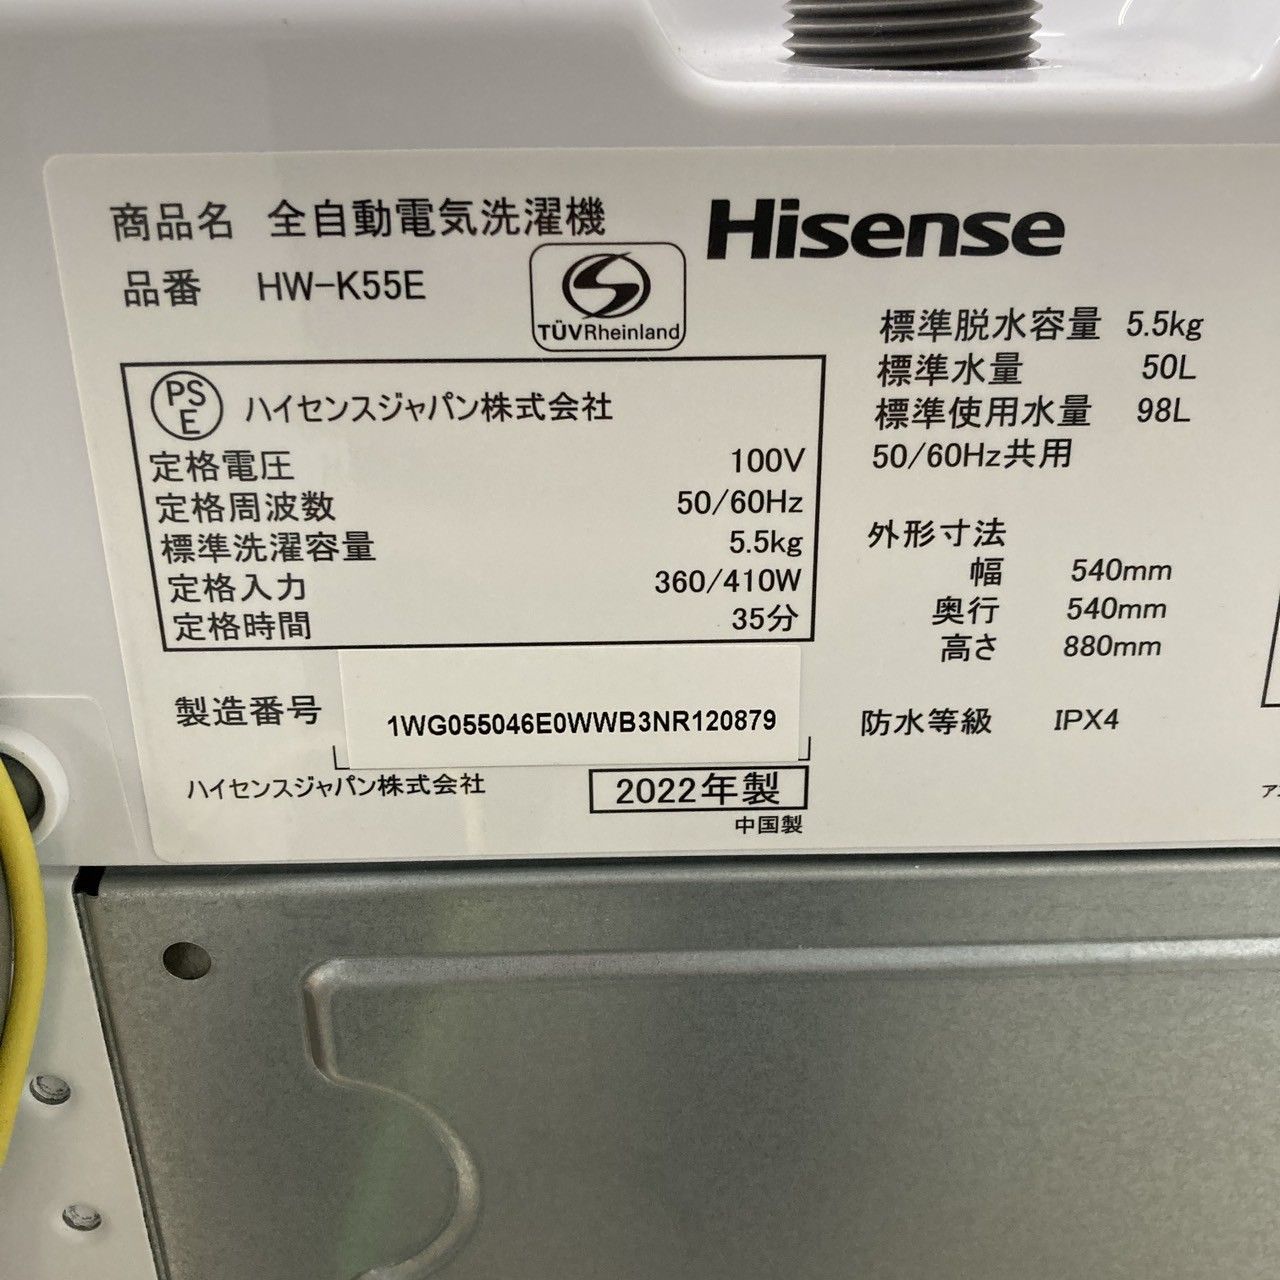 商品名 全自動電気洗濯機
品番 HW-K55E
TÜVRheinland
Hisense
PS
E
ハイセンスジャパン株式会社
定格電圧 100V
定格周波数 50/60Hz
標準洗濯容量 5.5kg
定格入力 360/410W
定格時間 35分
製造番号 1WG055046E0WWB3NR120879
ハイセンスジャパン株式会社
2022年製
中国製
標準脱水容量 5.5kg
標準水量 50L
標準使用水量 98L
50/60Hz共用
外形寸法
幅 540mm
奥行 540mm
高さ 880mm
防水等級 IPX4